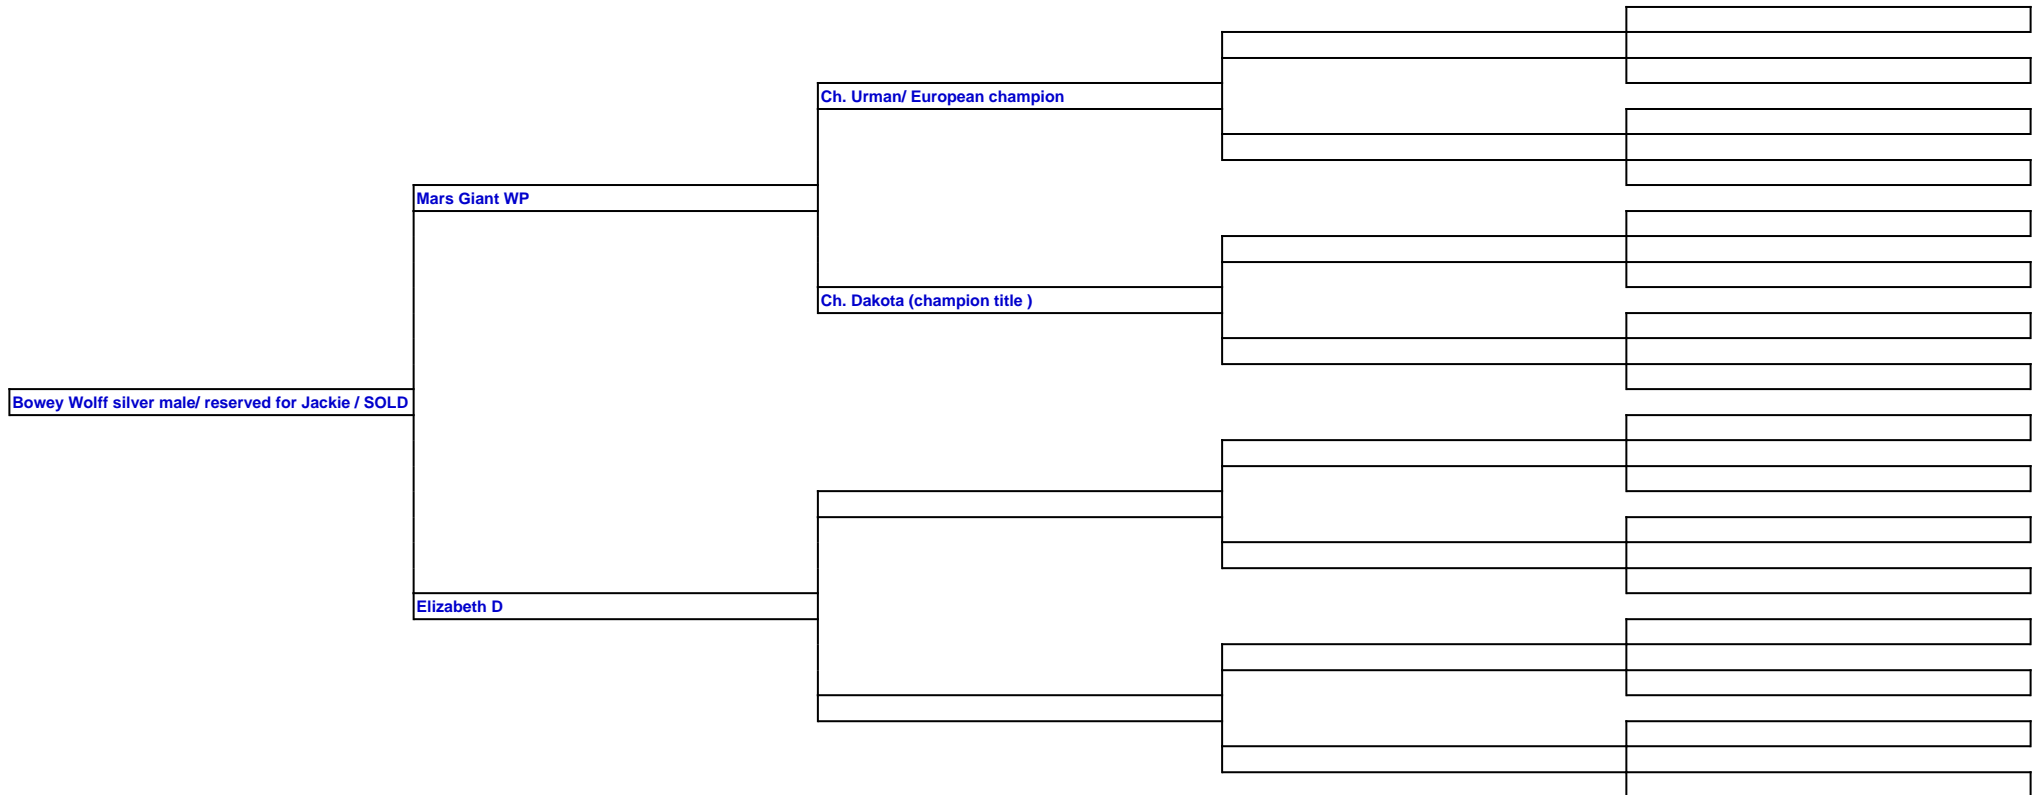 Ch. Urman/ European champion
Mars Giant WP
Ch. Dakota (champion title )
Bowey Wolff silver male/ reserved for Jackie / SOLD
Elizabeth D